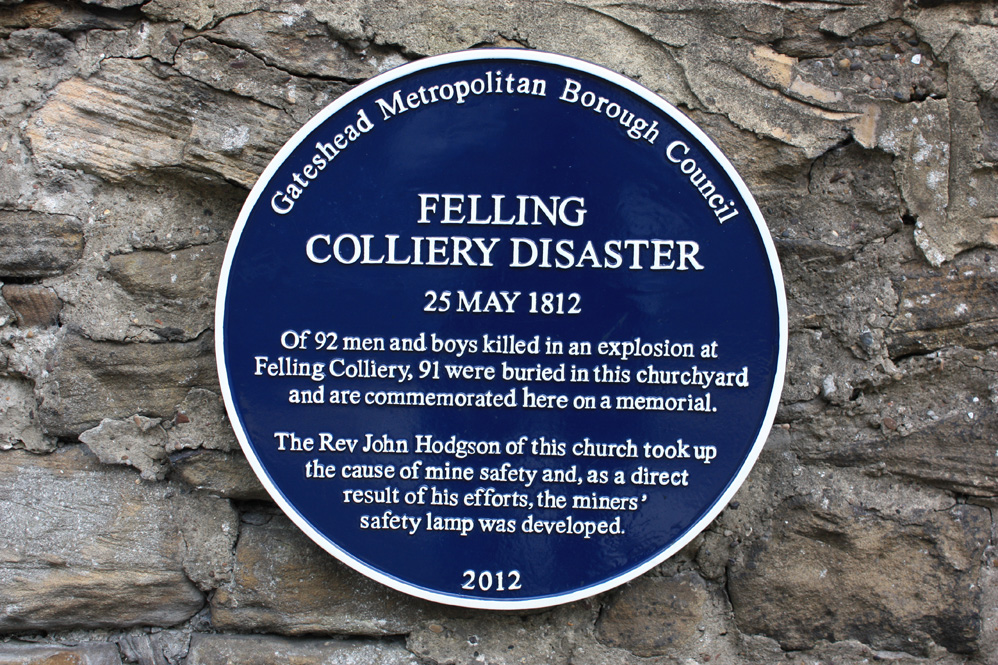 Gateshead Metropolitan Borough Council
FELLING
COLLIERY DISASTER
25 MAY 1812
Of 92 men and boys killed in an explosion at
Felling Colliery, 91 were buried in this churchyard
and are commemorated here on a memorial.
The Rev John Hodgson of this church took up
the cause of mine safety and, as a direct
result of his efforts, the miners'
safety lamp was developed.
2012